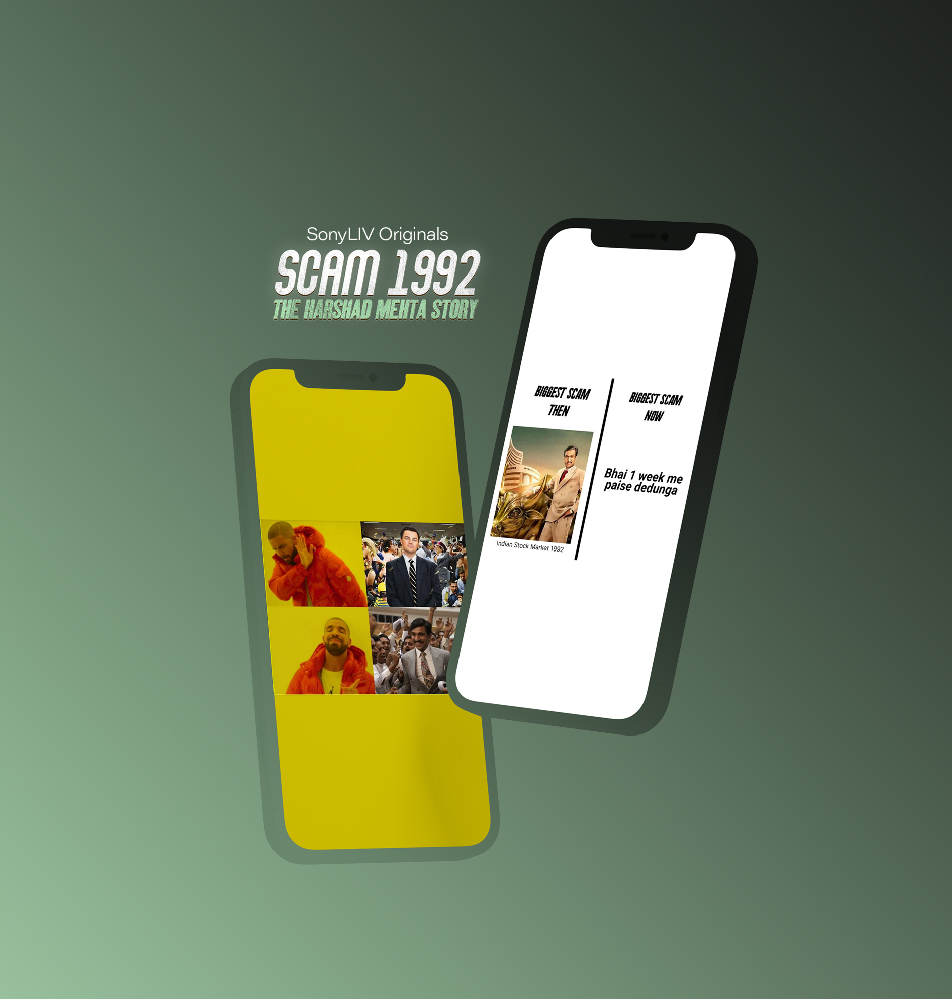 SonyLIV Originals
SCAM 1992
THE HARSHAD MEHTA STORY
BIGGEST SCAM
THEN
Indian Stock Market 1992
BIGGEST SCAM
NOW
Bhai 1 week me
paise dedunga